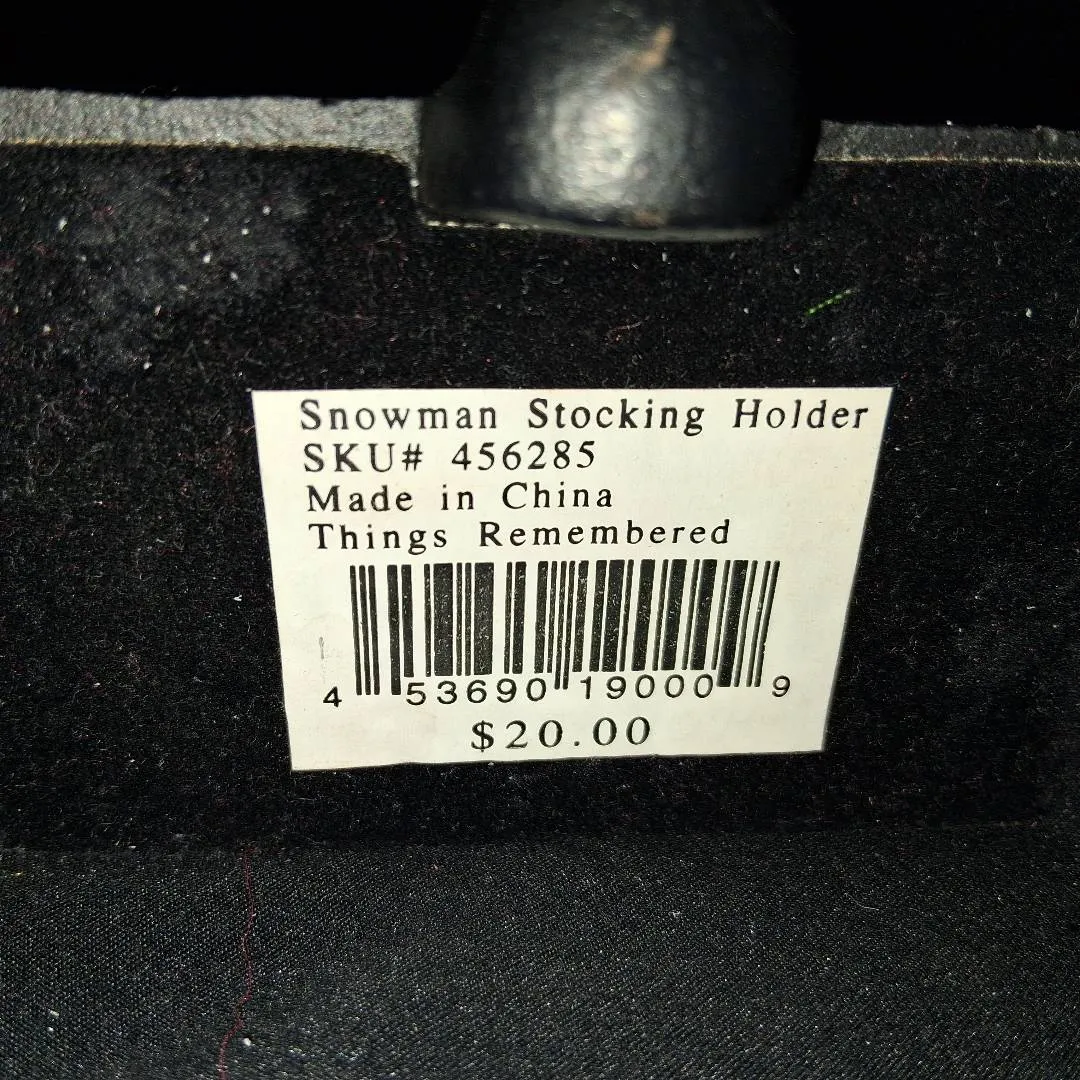 Snowman Stocking Holder
SKU# 456285
Made in China
Things Remembered
4 53690 19000 9
$20.00